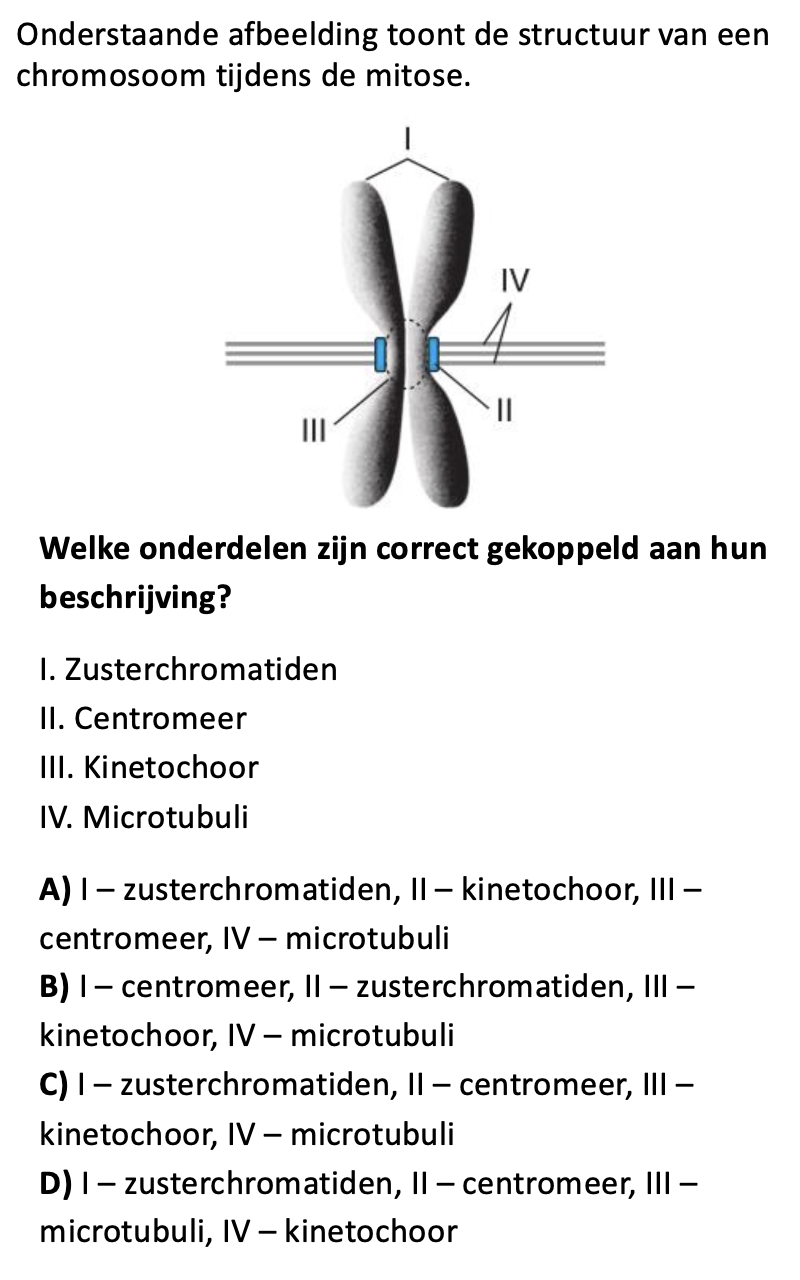 Onderstaande afbeelding toont de structuur van een
chromosoom tijdens de mitose.
I
IV
II
III
Welke onderdelen zijn correct gekoppeld aan hun
beschrijving?
I. Zusterchromatiden
II. Centromeer
III. Kinetochoor
IV. Microtubuli
A) I – zusterchromatiden, II – kinetochoor, III –
centromeer, IV – microtubuli
B) I – centromeer, II – zusterchromatiden, III –
kinetochoor, IV – microtubuli
C) I – zusterchromatiden, II – centromeer, III –
kinetochoor, IV – microtubuli
D) I – zusterchromatiden, II – centromeer, III –
microtubuli, IV – kinetochoor